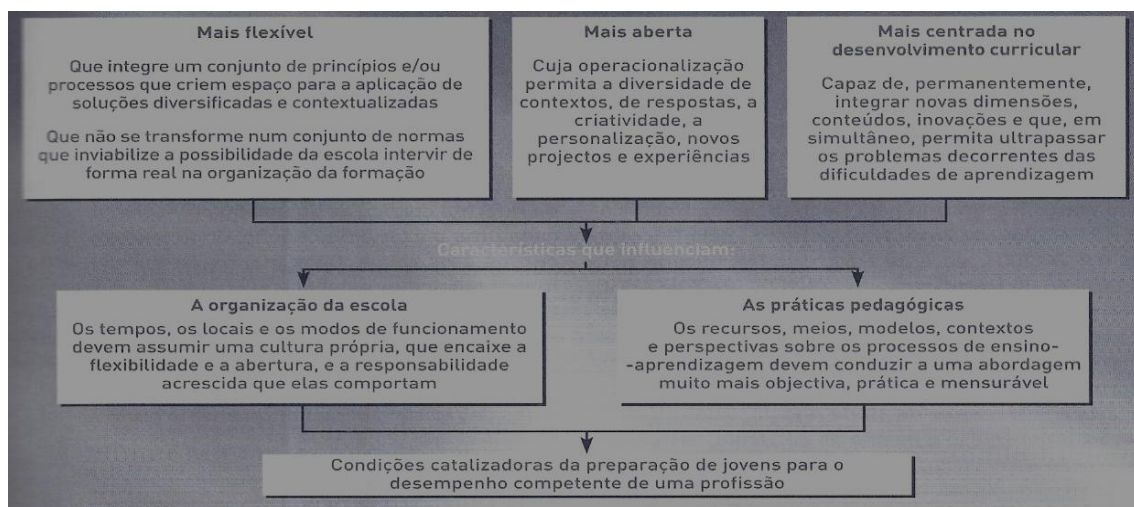 Mais flexível
Que integre um conjunto de princípios e/ou
processos que criem espaço para a aplicação de
soluções diversificadas e contextualizadas
Que não se transforme num conjunto de normas
que inviabilize a possibilidade da escola intervir de
forma real na organização da formação
Mais aberta
Cuja operacionalização
permita a diversidade de
contextos, de respostas, a
criatividade, a
personalização, novos
projectos e experiências
Mais centrada no
desenvolvimento curricular
Capaz de, permanentemente,
integrar novas dimensões,
conteúdos, inovações e que, em
simultâneo, permita ultrapassar
os problemas decorrentes das
dificuldades de aprendizagem
Características que influenciam:
A organização da escola
Os tempos, os locais e os modos de funcionamento
devem assumir uma cultura própria, que encaixe a
flexibilidade e a abertura, e a responsabilidade
acrescida que elas comportam
As práticas pedagógicas
Os recursos, meios, modelos, contextos
e perspectivas sobre os processos de ensino-
-aprendizagem devem conduzir a uma abordagem
muito mais objectiva, prática e mensurável
Condições catalizadoras da preparação de jovens para o
desempenho competente de uma profissão